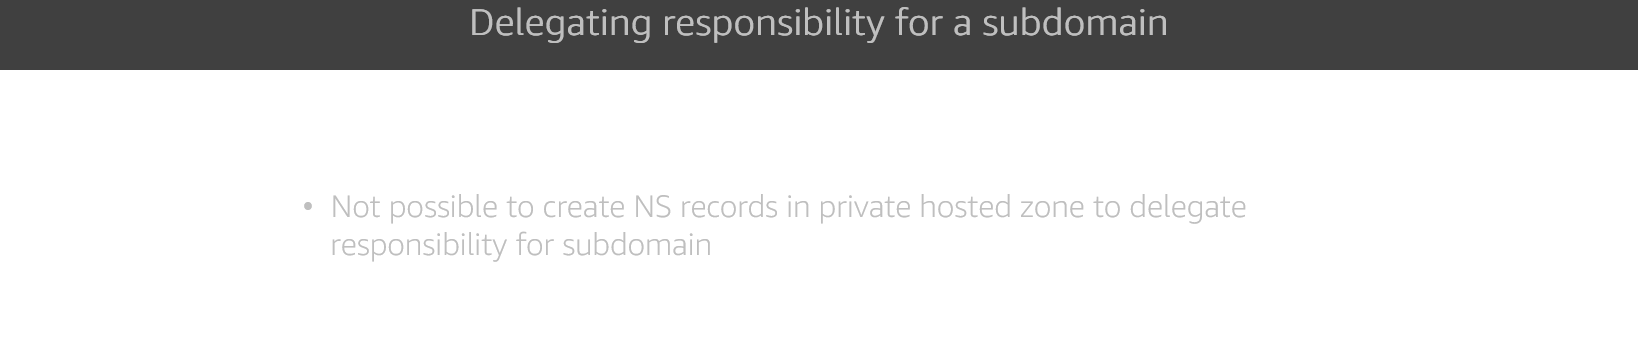 Delegating responsibility for a subdomain
• Not possible to create NS records in private hosted zone to delegate
responsibility for subdomain